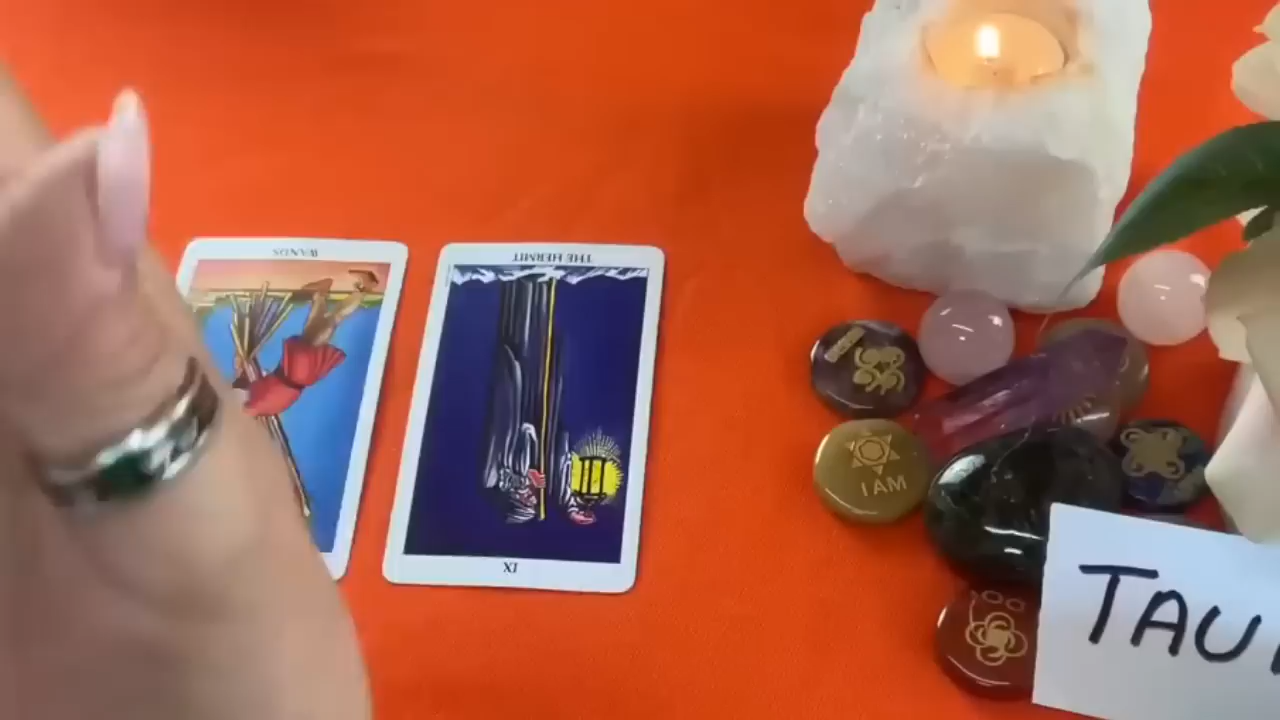 WANDS
THE HERMIT
IX
I AM
TAU